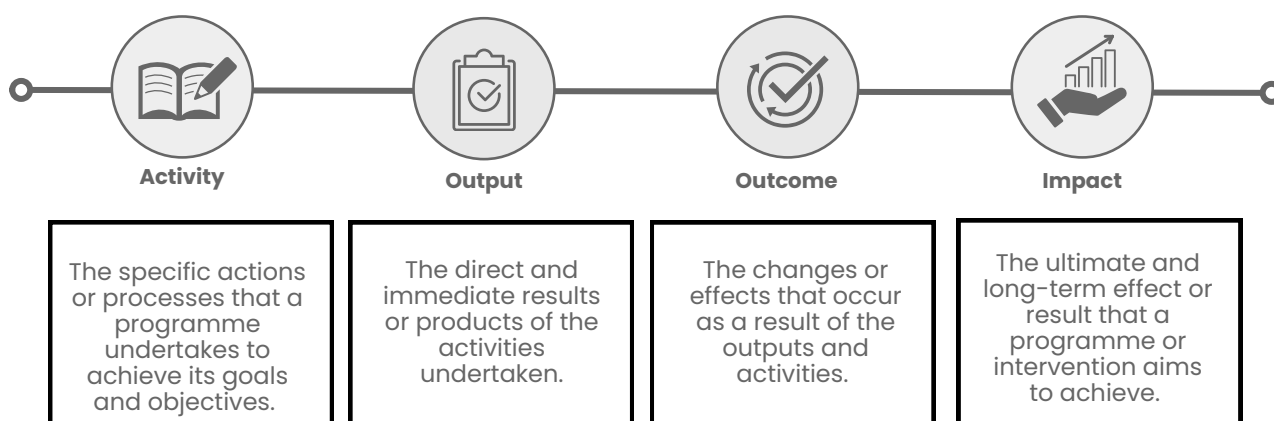 Activity
Output
Outcome
Impact
The specific actions
or processes that a
programme
undertakes to
achieve its goals
and objectives.
The direct and
immediate results
or products of the
activities
undertaken.
The changes or
effects that occur
as a result of the
outputs and
activities.
The ultimate and
long-term effect or
result that a
programme or
intervention aims
to achieve.